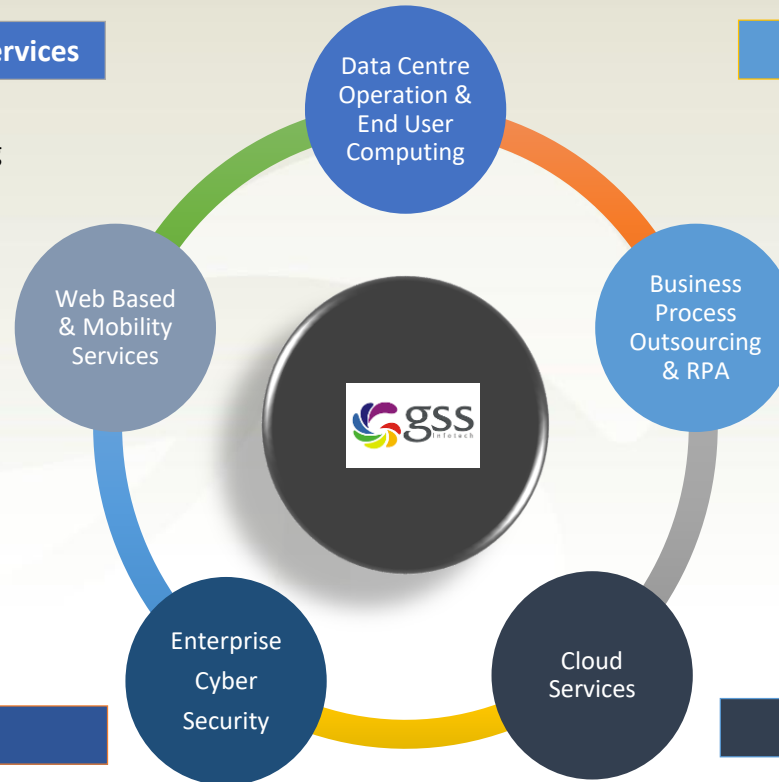 ervices
Data Centre
Operation &
End User
Computing
g
Web Based
& Mobility
Services
Business
Process
Outsourcing
& RPA
gss
infotech
Enterprise
Cyber
Security
Cloud
Services